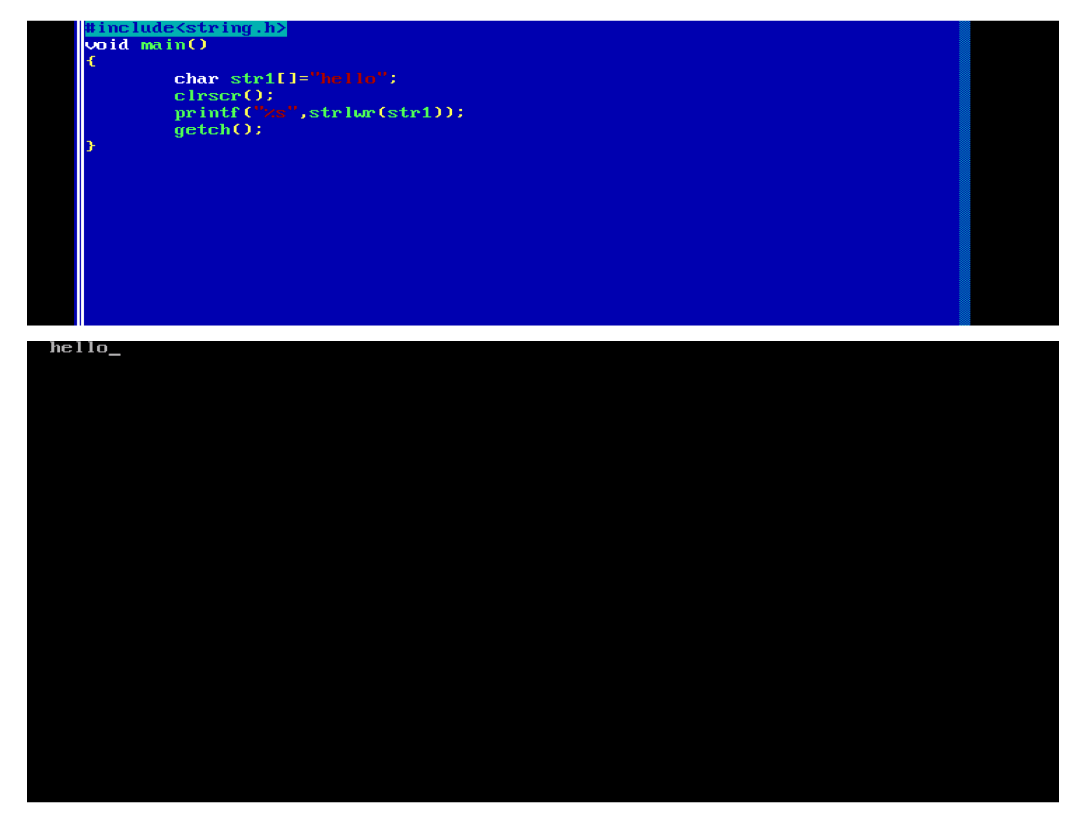 #include<string.h>
void main()
{
char str1[]="hello";
clrscr();
printf("%s",strlwr(str1));
getch();
}
hello_